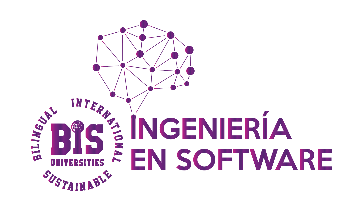 BILINGUAL INTERNATIONAL
SUSTAINABLE
BIS
UNIVERSITIES
INGENIERÍA
EN SOFTWARE